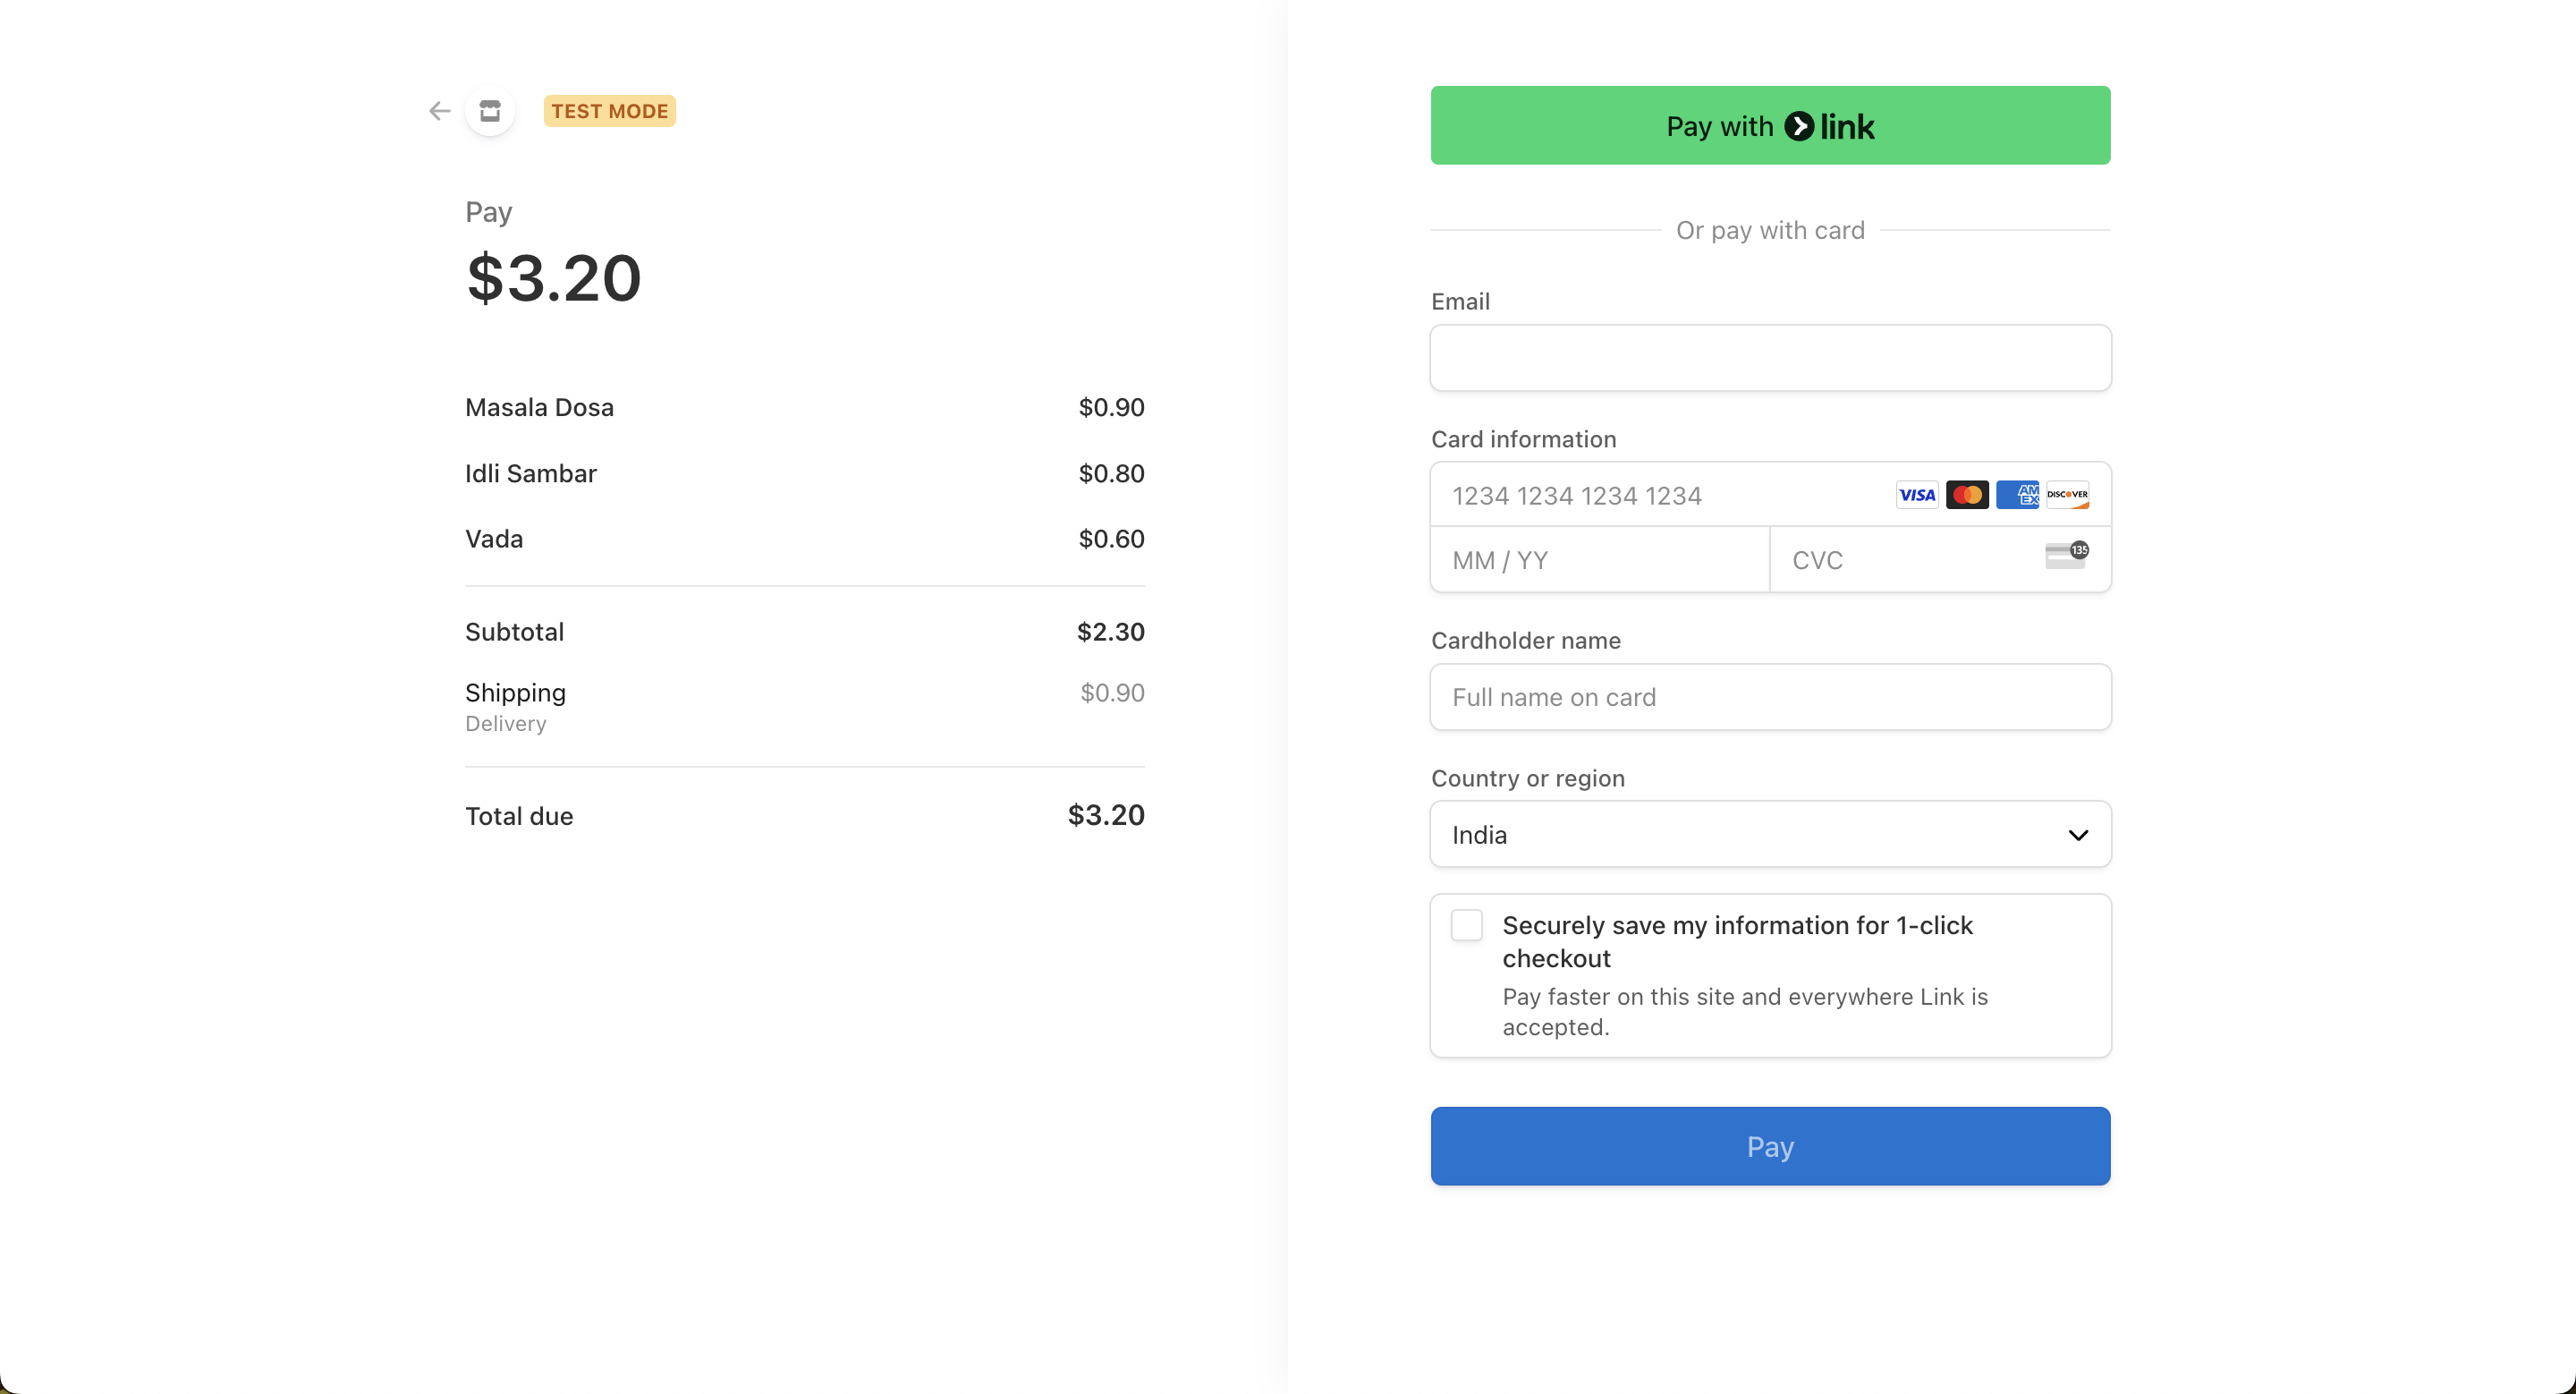 TEST MODE
Pay
$3.20
Masala Dosa $0.90
Idli Sambar $0.80
Vada $0.60
Subtotal $2.30
Shipping $0.90
Delivery
Total due $3.20
Pay with link
Or pay with card
Email
Card information
1234 1234 1234 1234 VISA AMEX DISCOVER
MM / YY CVC 135
Cardholder name
Full name on card
Country or region
India
Securely save my information for 1-click
checkout
Pay faster on this site and everywhere Link is
accepted.
Pay